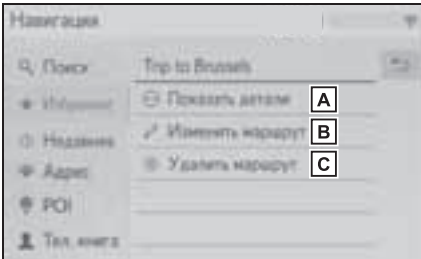 Навигация
Поиск
Trip to Brussels
Избранное
Показать детали A
Недавние
Изменить маршрут B
Адрес
Удалить маршрут C
POI
Тел. книга